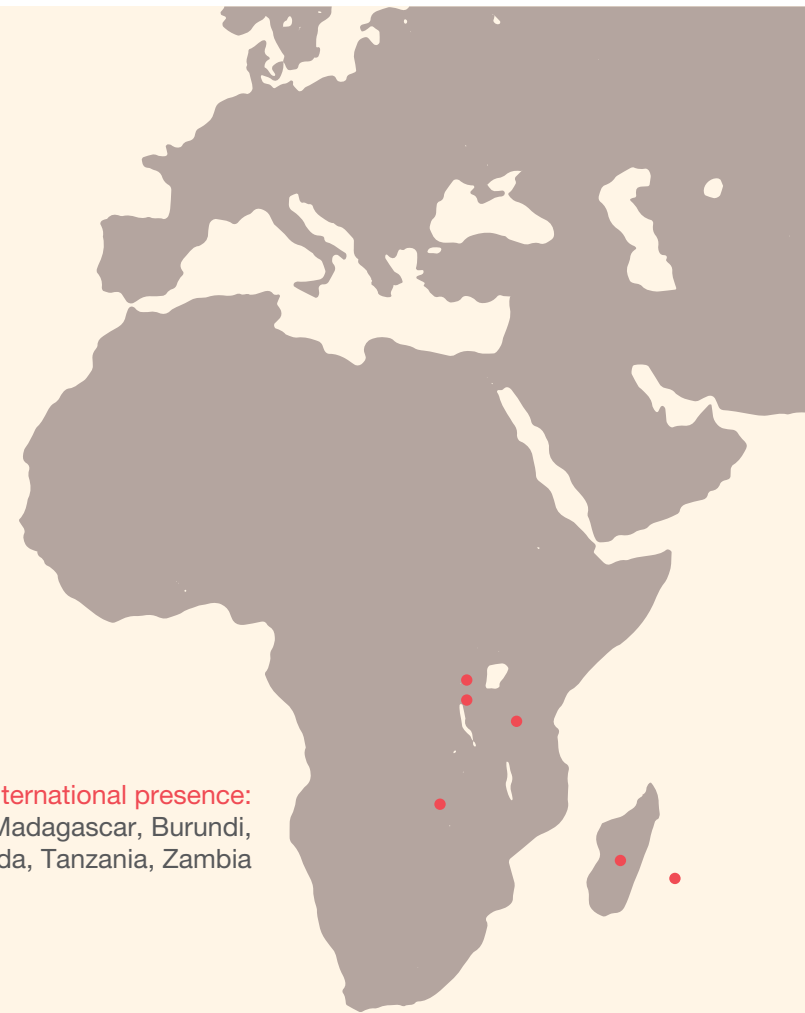 ternational presence:
Madagascar, Burundi,
da, Tanzania, Zambia